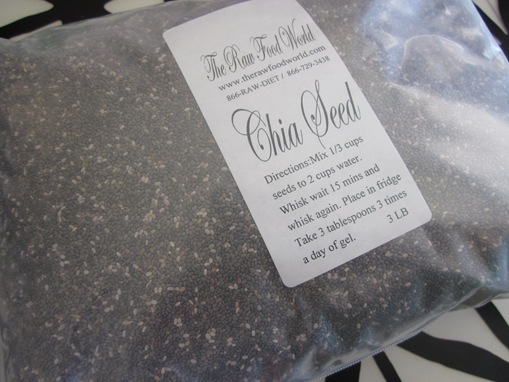 The Raw Food World
www.therawfoodworld.com
866-RAW-DIET / 866-729-3438
Chia Seed
Directions:Mix 1/3 cups
seeds to 2 cups water.
Whisk wait 15 mins and
whisk again. Place in fridge
Take 3 tablespoons 3 times
a day of gel. 3 LB